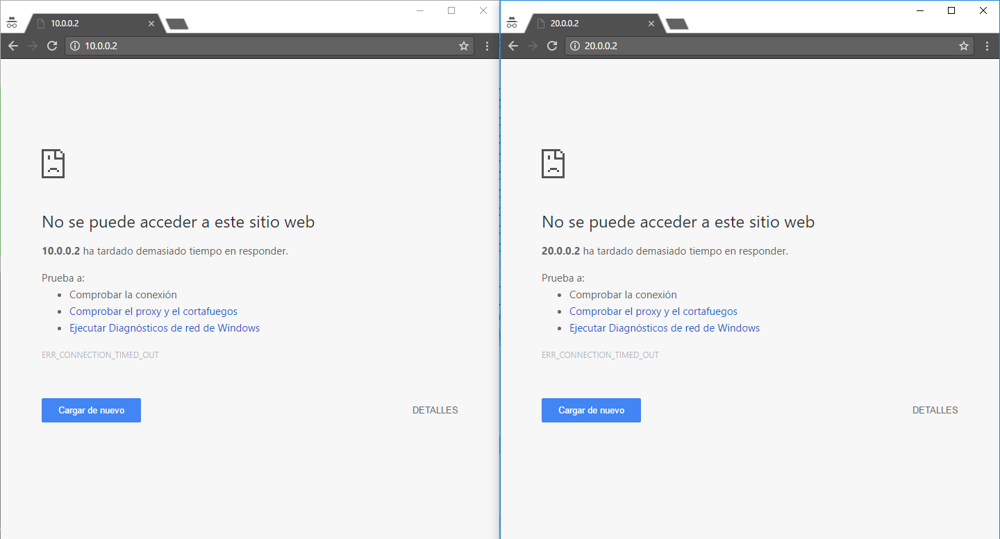 10.0.0.2
10.0.0.2
No se puede acceder a este sitio web
10.0.0.2 ha tardado demasiado tiempo en responder.
Prueba a:
Comprobar la conexión
Comprobar el proxy y el cortafuegos
Ejecutar Diagnósticos de red de Windows
ERR_CONNECTION_TIMED_OUT
Cargar de nuevo
DETALLES
20.0.0.2
20.0.0.2
No se puede acceder a este sitio web
20.0.0.2 ha tardado demasiado tiempo en responder.
Prueba a:
Comprobar la conexión
Comprobar el proxy y el cortafuegos
Ejecutar Diagnósticos de red de Windows
ERR_CONNECTION_TIMED_OUT
Cargar de nuevo
DETALLES